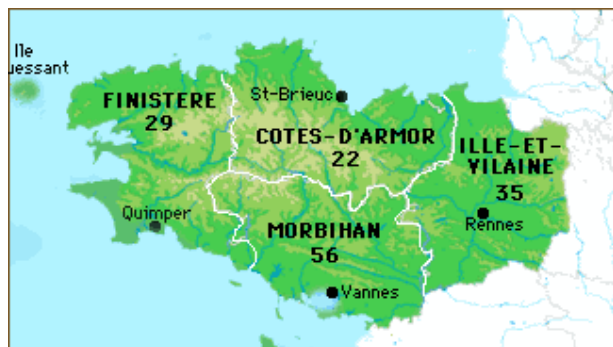 Ile
uessant
FINISTERE
29
St-Brieuc
COTES-D'ARMOR
22
ILLE-ET-
VILAINE
35
Quimper
MORBIHAN
56
Rennes
Vannes